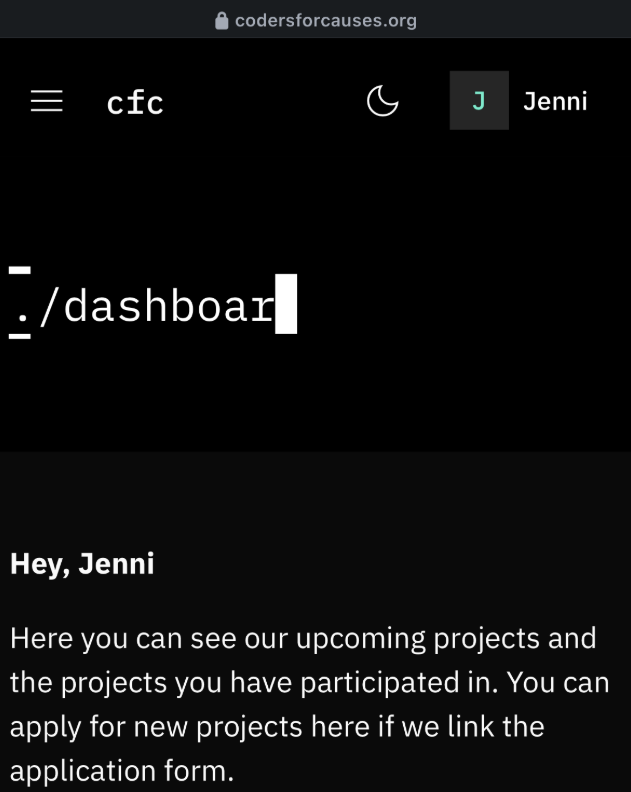 codersforcauses.org
cfc
J
Jenni
./dashboar
Hey, Jenni
Here you can see our upcoming projects and
the projects you have participated in. You can
apply for new projects here if we link the
application form.